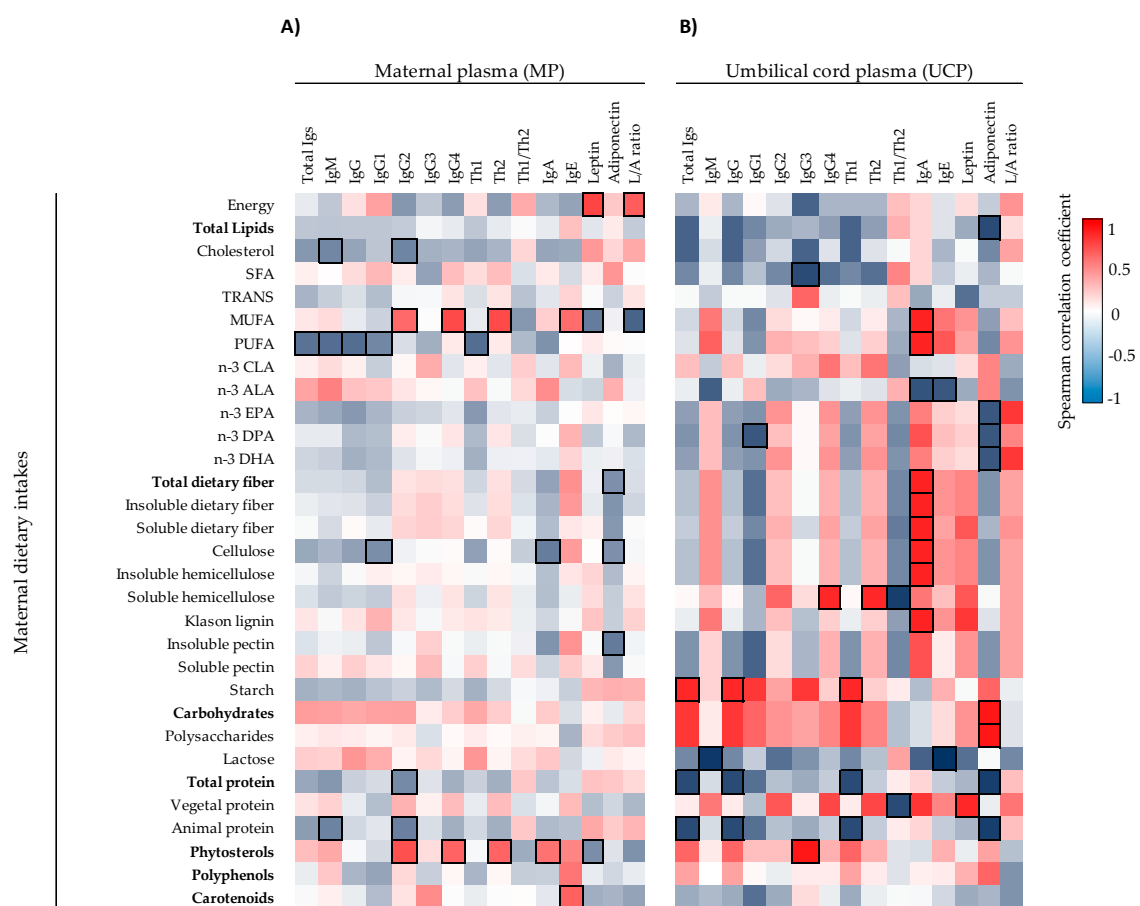 A)
B)
Maternal plasma (MP)
Umbilical cord plasma (UCP)
Total Igs
IgM
IgG
IgG1
IgG2
IgG3
IgG4
Th1
Th2
Th1/Th2
IgA
IgE
Leptin
Adiponectin
L/A ratio
Total Igs
IgM
IgG
IgG1
IgG2
IgG3
IgG4
Th1
Th2
Th1/Th2
IgA
IgE
Leptin
Adiponectin
L/A ratio
Maternal dietary intakes
Energy
Total Lipids
Cholesterol
SFA
TRANS
MUFA
PUFA
n-3 CLA
n-3 ALA
n-3 EPA
n-3 DPA
n-3 DHA
Total dietary fiber
Insoluble dietary fiber
Soluble dietary fiber
Cellulose
Insoluble hemicellulose
Soluble hemicellulose
Klason lignin
Insoluble pectin
Soluble pectin
Starch
Carbohydrates
Polysaccharides
Lactose
Total protein
Vegetal protein
Animal protein
Phytosterols
Polyphenols
Carotenoids
Spearman correlation coefficient
1
0.5
0
-0.5
-1